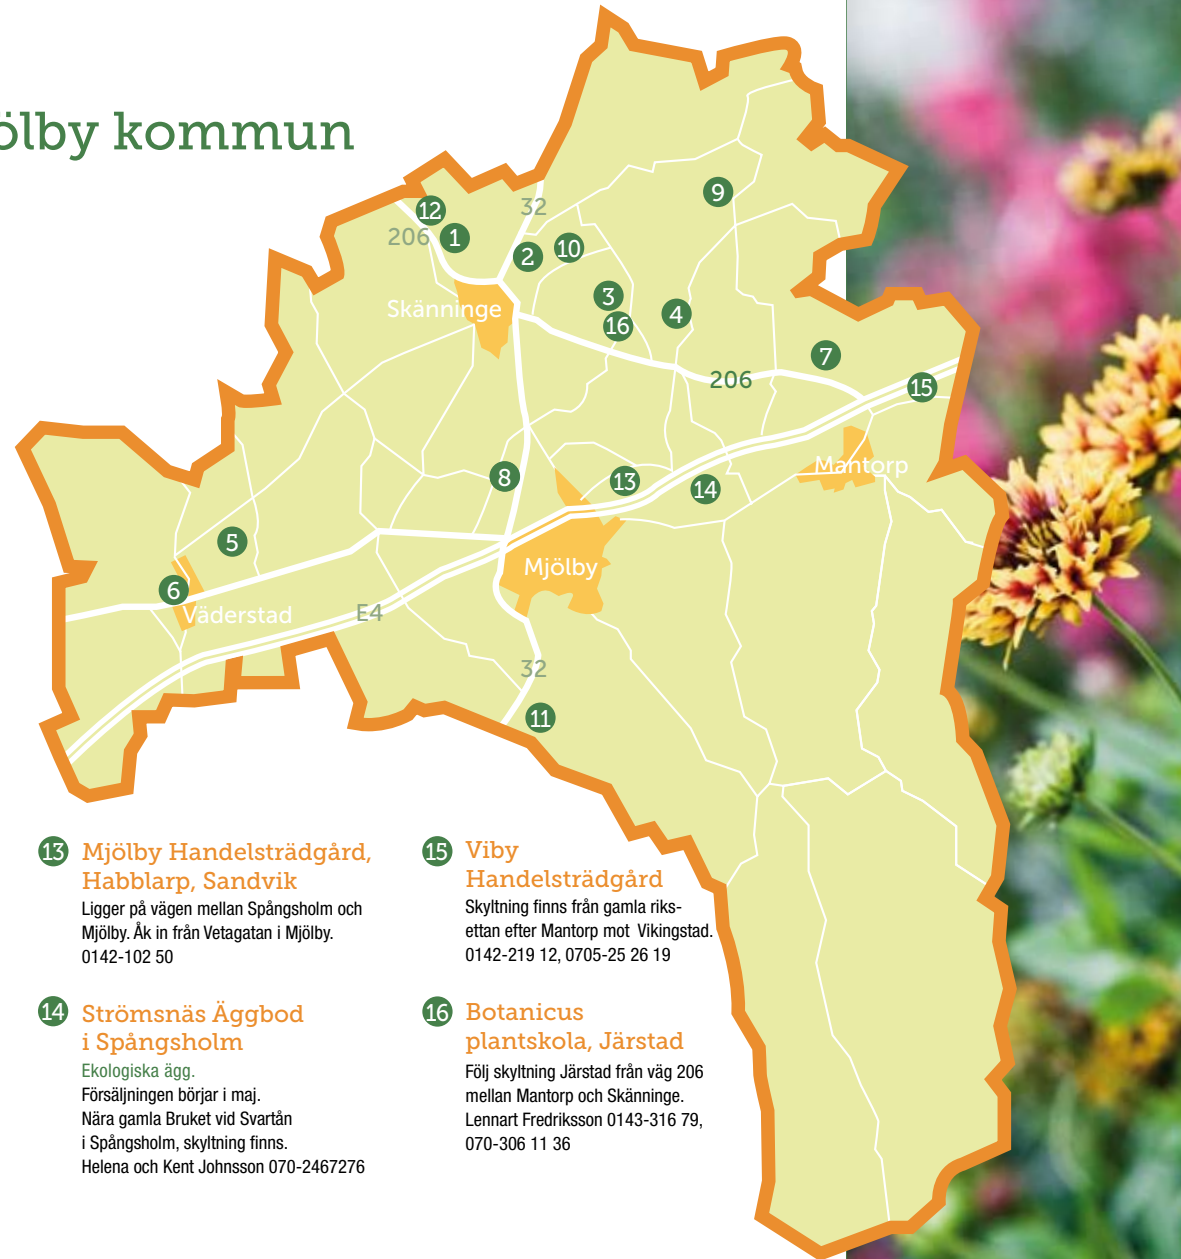 ölby kommun
9
12
32
206
1
2
10
3
Skänninge
4
16
7
206
15
Mantorp
8
13
14
5
Mjölby
6
Väderstad
E4
32
11
13 Mjölby Handelsträdgård,
Habblarp, Sandvik
Ligger på vägen mellan Spångsholm och
Mjölby. Åk in från Vetagatan i Mjölby.
0142-102 50
14 Strömsnäs Äggbod
i Spångsholm
Ekologiska ägg.
Försäljningen börjar i maj.
Nära gamla Bruket vid Svartån
i Spångsholm, skyltning finns.
Helena och Kent Johnsson 070-2467276
15 Viby
Handelsträdgård
Skyltning finns från gamla riks-
ettan efter Mantorp mot Vikingstad.
0142-219 12, 0705-25 26 19
16 Botanicus
plantskola, Järstad
Följ skyltning Järstad från väg 206
mellan Mantorp och Skänninge.
Lennart Fredriksson 0143-316 79,
070-306 11 36